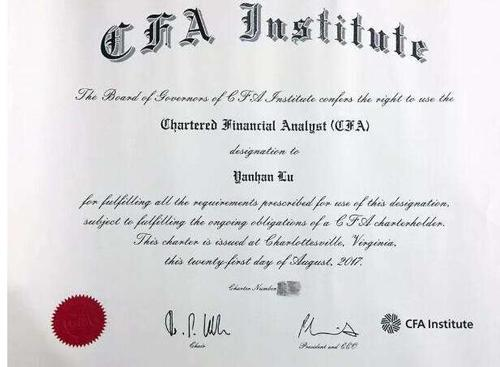 CFA Institute
The Board of Governors of CFA Institute confers the right to use the
Chartered Financial Analyst (CFA)
designation to
Yanhan Lu
for fulfilling all the requirements prescribed for use of this designation,
subject to fulfilling the ongoing obligations of a CFA charterholder.
This charter is issued at Charlottesville, Virginia,
this twenty-first day of August, 2017.
Charter Number
Chair
President and CEO
CFA Institute